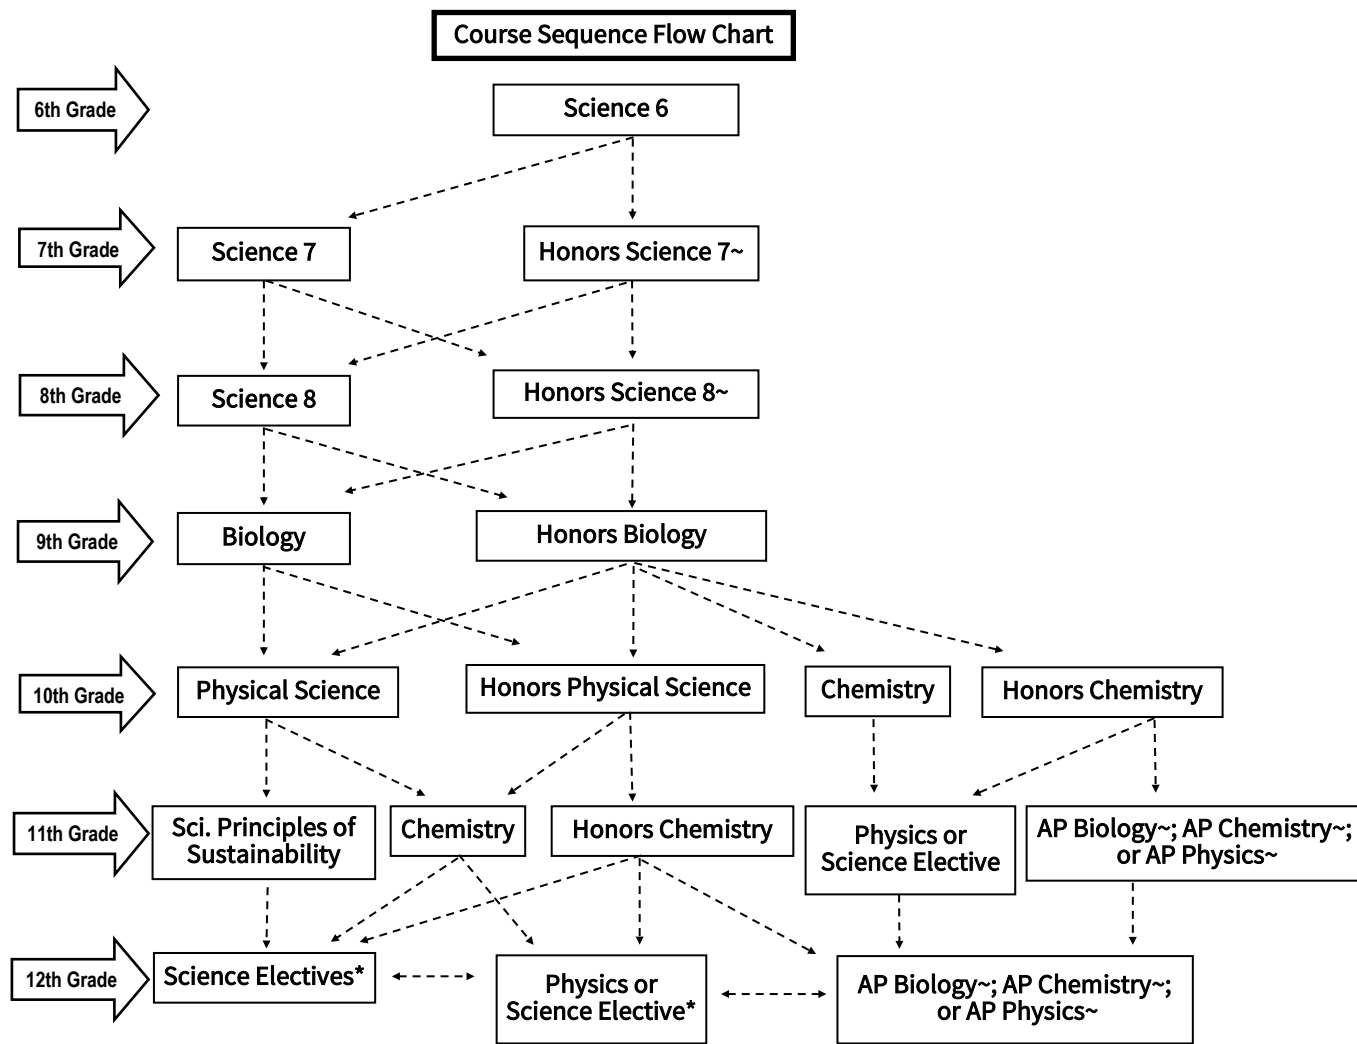 Course Sequence Flow Chart
6th Grade
Science 6
7th Grade
Science 7
Honors Science 7~
8th Grade
Science 8
Honors Science 8~
9th Grade
Biology
Honors Biology
10th Grade
Physical Science
Honors Physical Science
Chemistry
Honors Chemistry
11th Grade
Sci. Principles of
Sustainability
Chemistry
Honors Chemistry
Physics or
Science Elective
AP Biology~; AP Chemistry~;
or AP Physics~
12th Grade
Science Electives*
Physics or
Science Elective*
AP Biology~; AP Chemistry~;
or AP Physics~